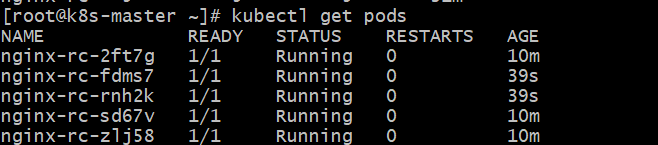 [root@k8s-master ~]# kubectl get pods
NAME READY STATUS RESTARTS AGE
nginx-rc-2ft7g 1/1 Running 0 10m
nginx-rc-fdms7 1/1 Running 0 39s
nginx-rc-rnh2k 1/1 Running 0 39s
nginx-rc-sd67v 1/1 Running 0 10m
nginx-rc-zlj58 1/1 Running 0 10m